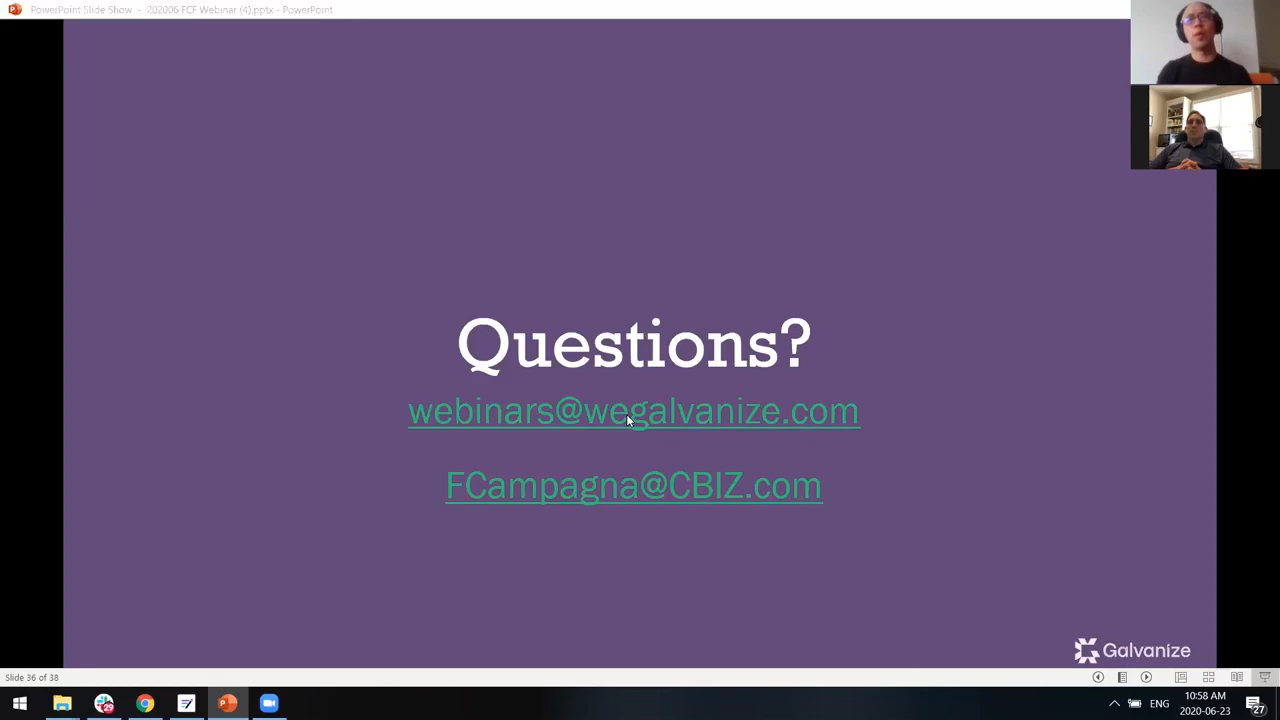 PowerPoint Slide Show - 202006 FCF Webinar (4).pptx - PowerPoint
Questions?
webinars@wegalvanize.com
FCampagna@CBIZ.com
Galvanize
Slide 36 of 38
29
ENG
10:58 AM
2020-06-23
27